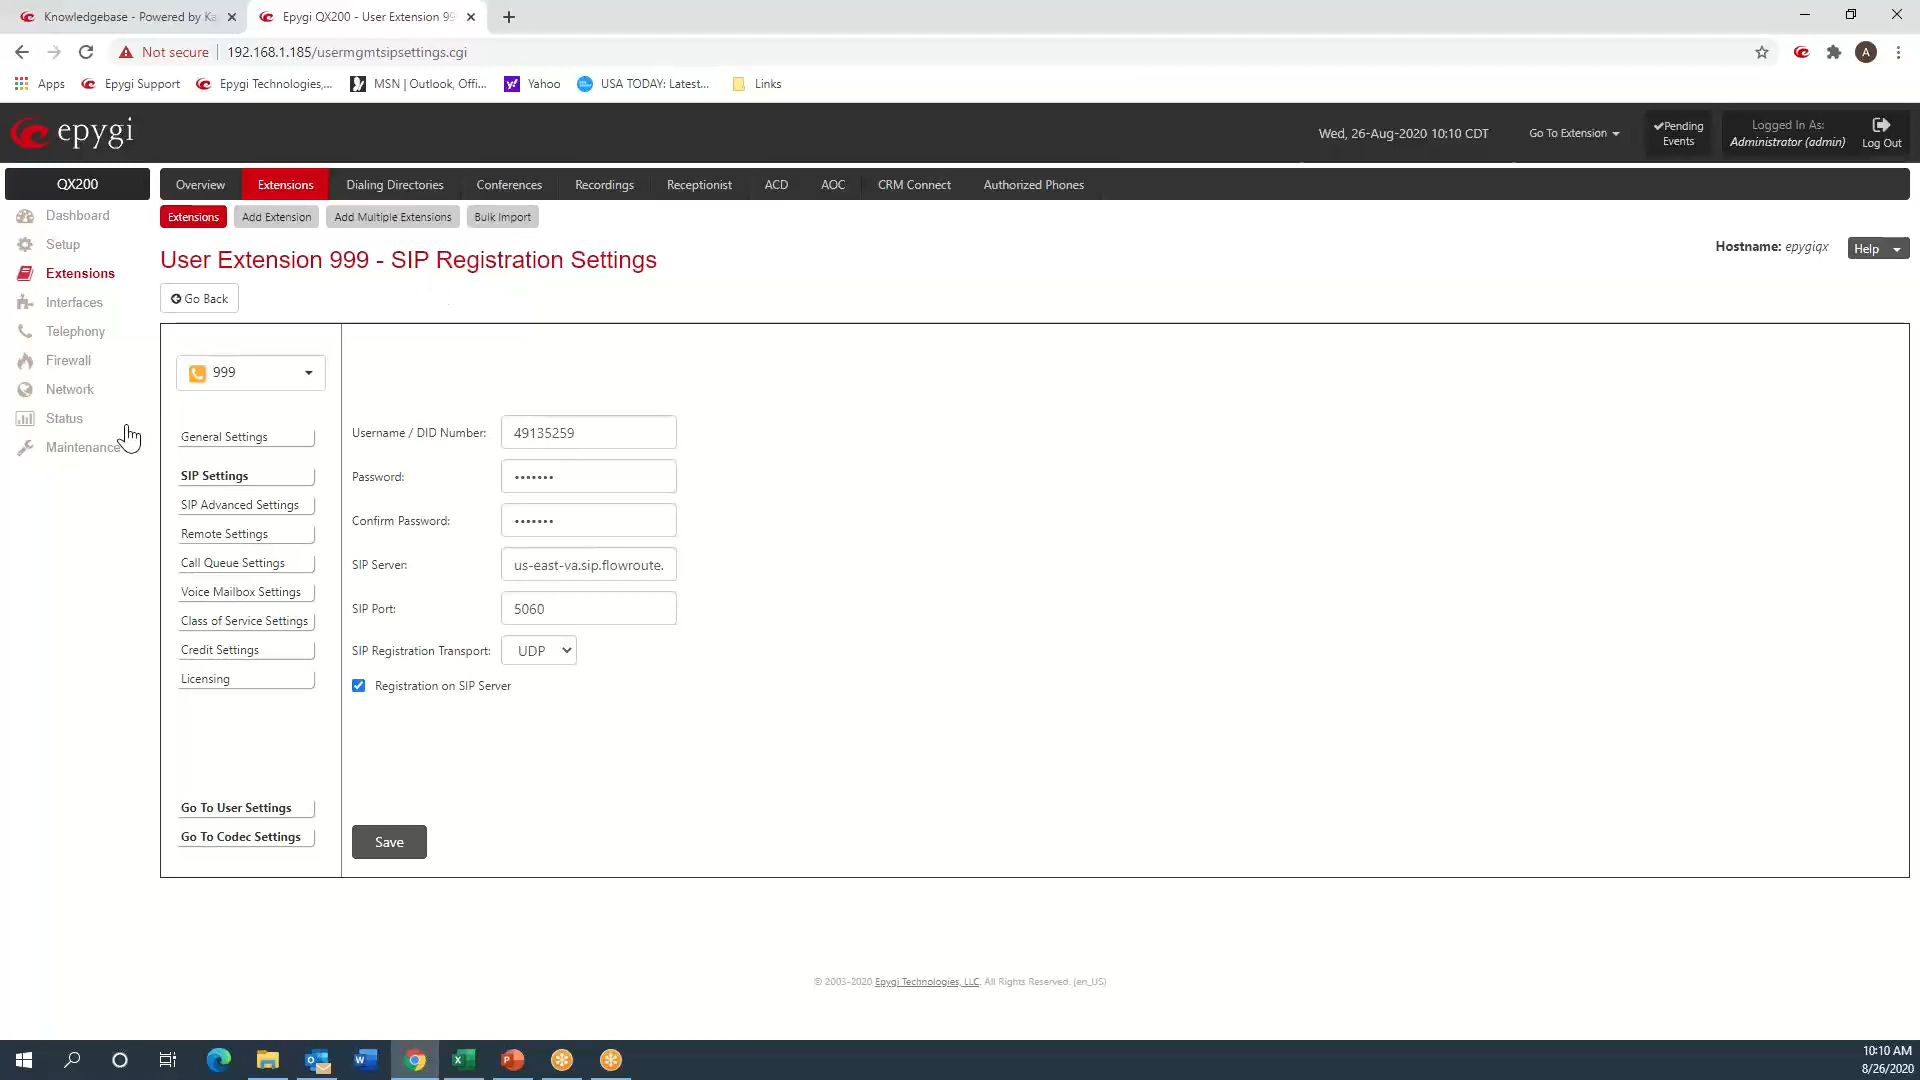 Knowledgebase - Powered by Ka
Epygi QX200 - User Extension 99
Not secure
192.168.1.185/usermgmtsipsettings.cgi
A
Apps
Epygi Support
Epygi Technologies,...
MSN | Outlook, Offi...
Yahoo
USA TODAY: Latest...
Links
epygi
Wed, 26-Aug-2020 10:10 CDT
Go To Extension
Pending
Events
Logged In As:
Administrator (admin)
Log Out
QX200
Overview
Extensions
Dialing Directories
Conferences
Recordings
Receptionist
ACD
AOC
CRM Connect
Authorized Phones
Dashboard
Setup
Extensions
Interfaces
Telephony
Firewall
Network
Status
Maintenance
Extensions
Add Extension
Add Multiple Extensions
Bulk Import
User Extension 999 - SIP Registration Settings
Hostname: epygiqx
Help
Go Back
999
General Settings
SIP Settings
SIP Advanced Settings
Remote Settings
Call Queue Settings
Voice Mailbox Settings
Class of Service Settings
Credit Settings
Licensing
Go To User Settings
Go To Codec Settings
Username / DID Number: 49135259
Password: •••••••
Confirm Password: •••••••
SIP Server: us-east-va.sip.flowroute.
SIP Port: 5060
SIP Registration Transport: UDP
Registration on SIP Server
Save
© 2003-2020 Epygi Technologies, LLC. All Rights Reserved. (en_US)
10:10 AM
8/26/2020